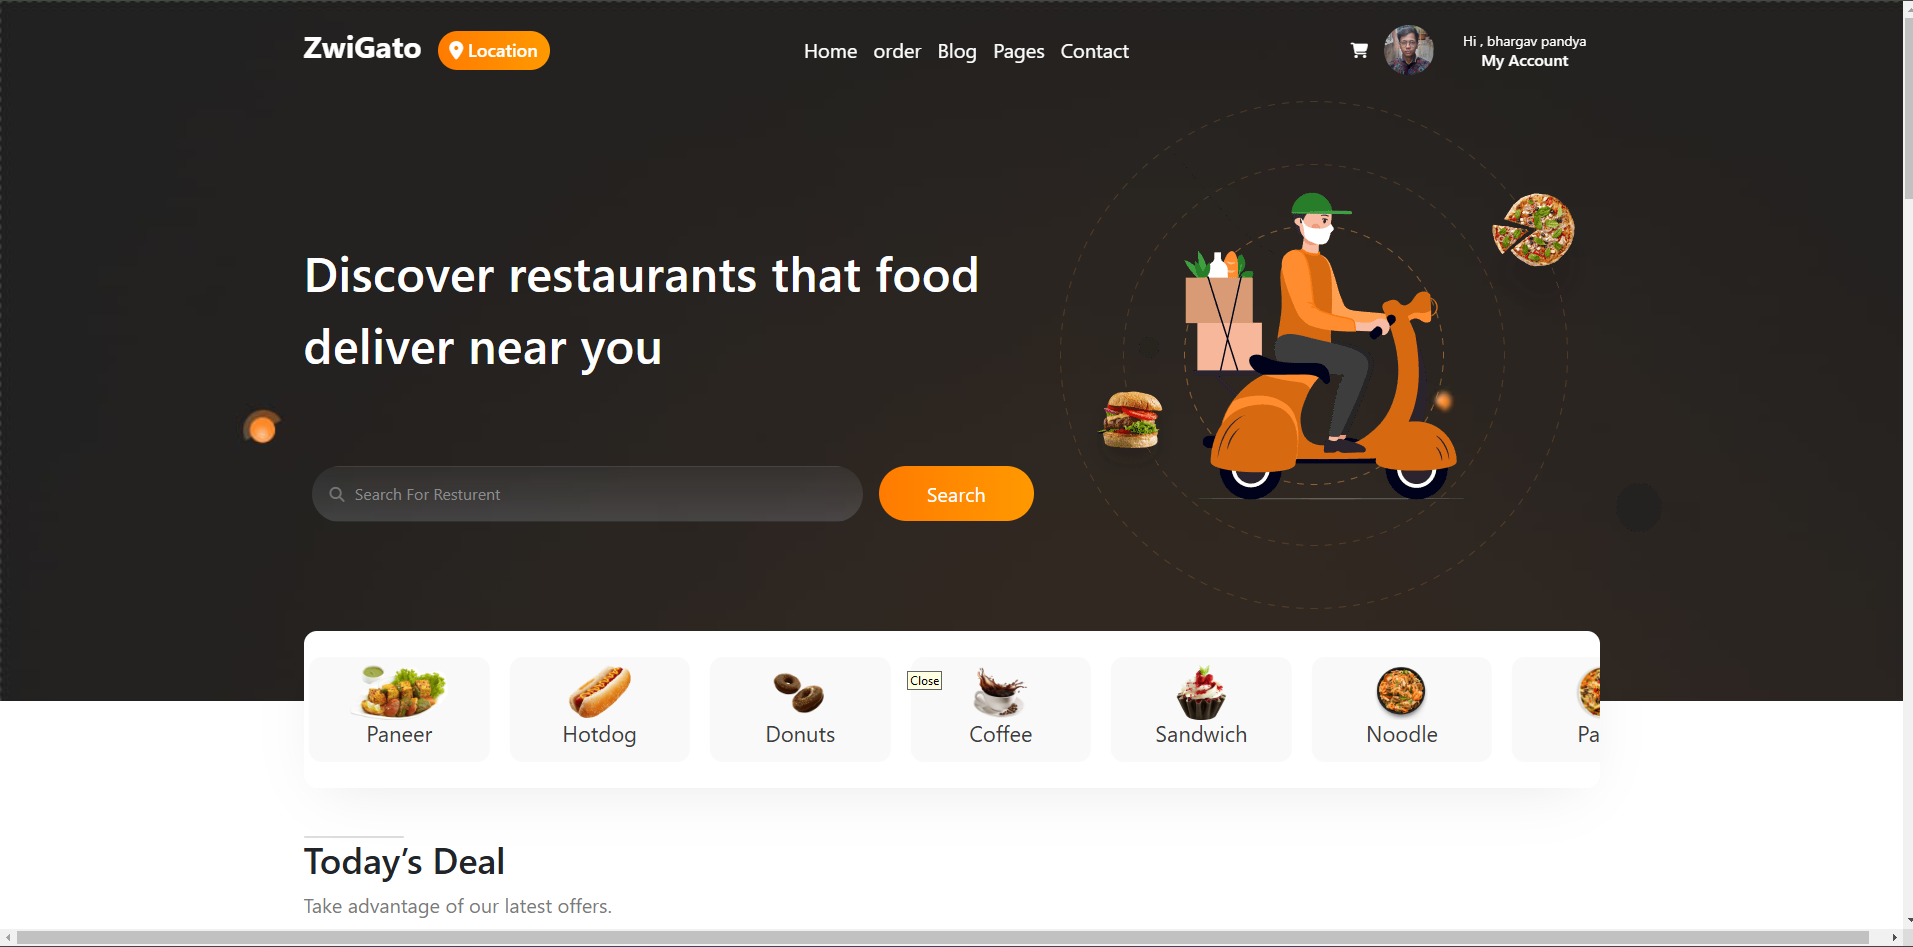 ZwiGato
Location
Home order Blog Pages Contact
Hi , bhargav pandya
My Account
Discover restaurants that food
deliver near you
Search For Resturent
Search
Close
Paneer
Hotdog
Donuts
Coffee
Sandwich
Noodle
Pa
Today’s Deal
Take advantage of our latest offers.